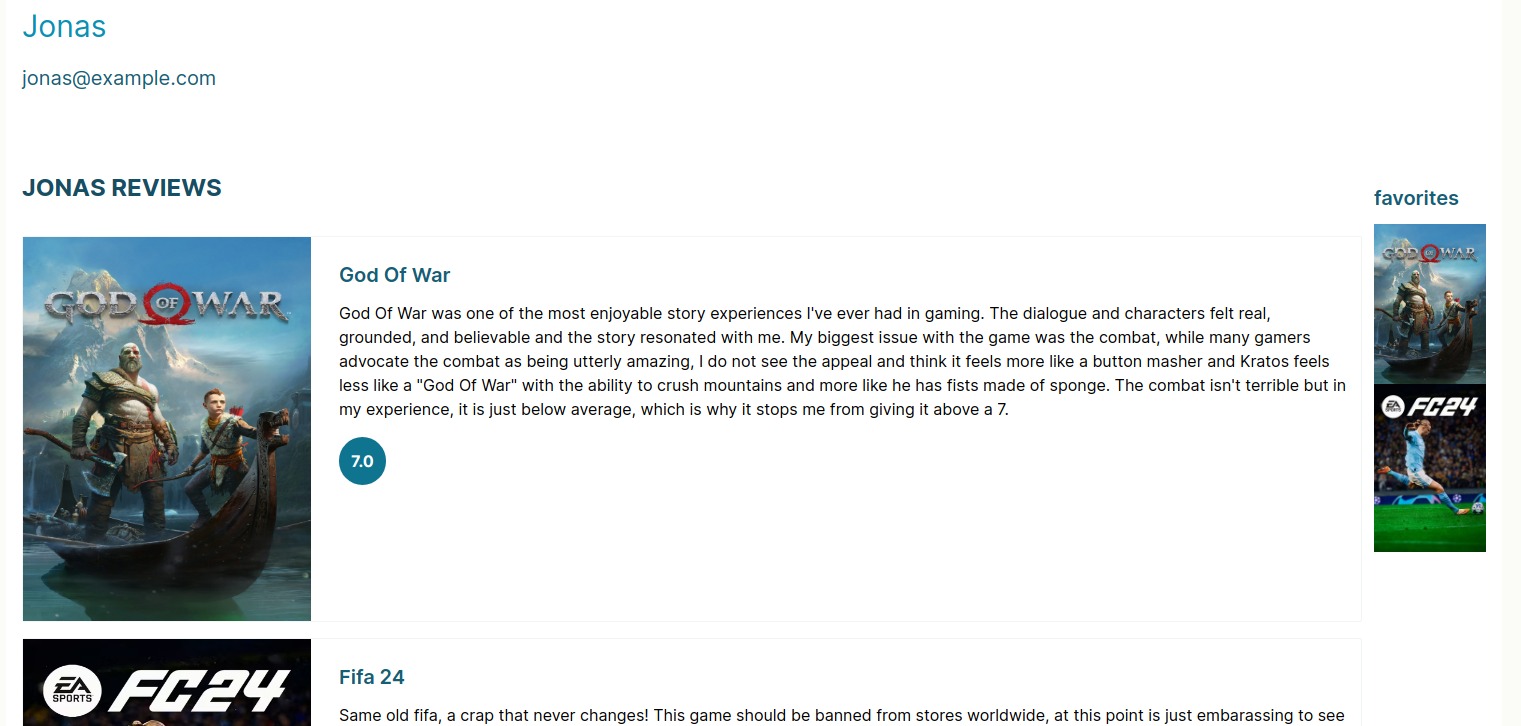 Jonas
jonas@example.com
JONAS REVIEWS
favorites
GOD OF WAR
God Of War
God Of War was one of the most enjoyable story experiences I've ever had in gaming. The dialogue and characters felt real,
grounded, and believable and the story resonated with me. My biggest issue with the game was the combat, while many gamers
advocate the combat as being utterly amazing, I do not see the appeal and think it feels more like a button masher and Kratos feels
less like a "God Of War" with the ability to crush mountains and more like he has fists made of sponge. The combat isn't terrible but in
my experience, it is just below average, which is why it stops me from giving it above a 7.
7.0
GOD OF WAR
EA SPORTS FC24
EA SPORTS FC24
Fifa 24
Same old fifa, a crap that never changes! This game should be banned from stores worldwide, at this point is just embarassing to see